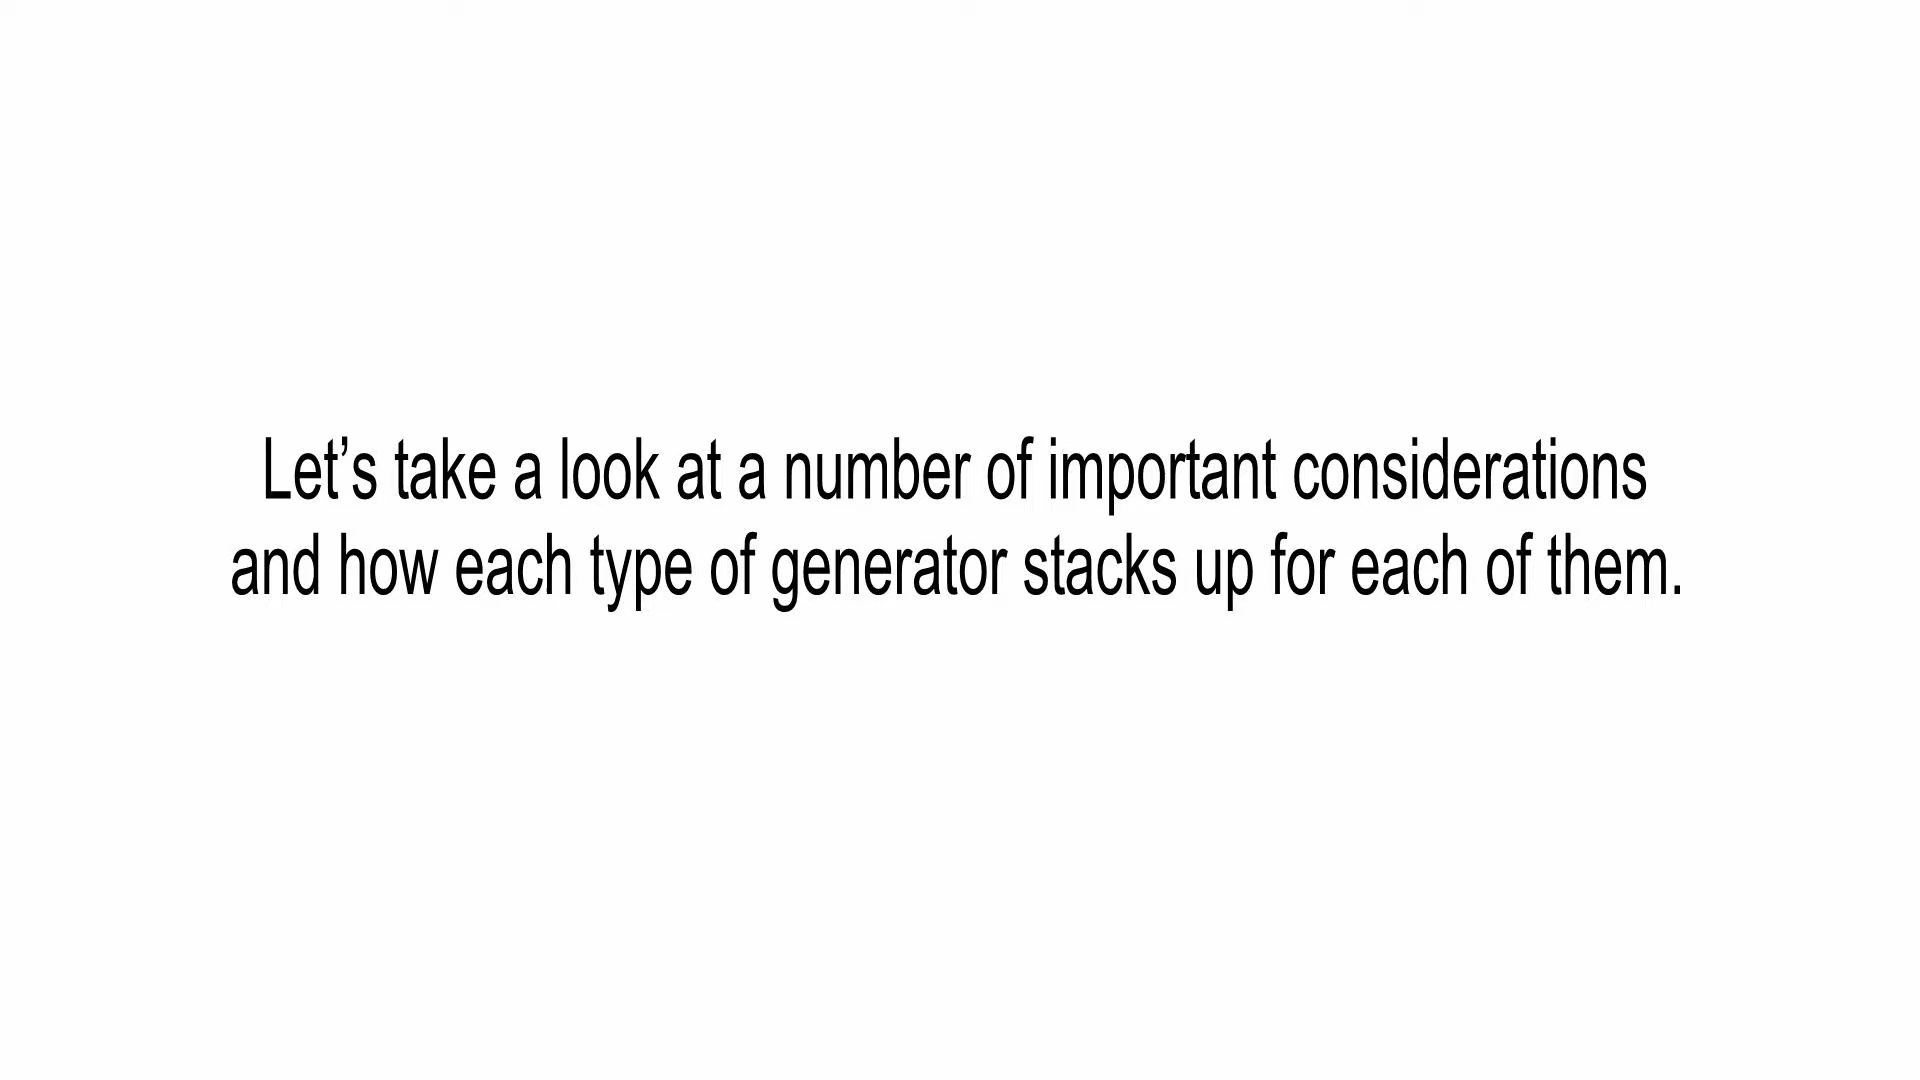 Let’s take a look at a number of important considerations
and how each type of generator stacks up for each of them.